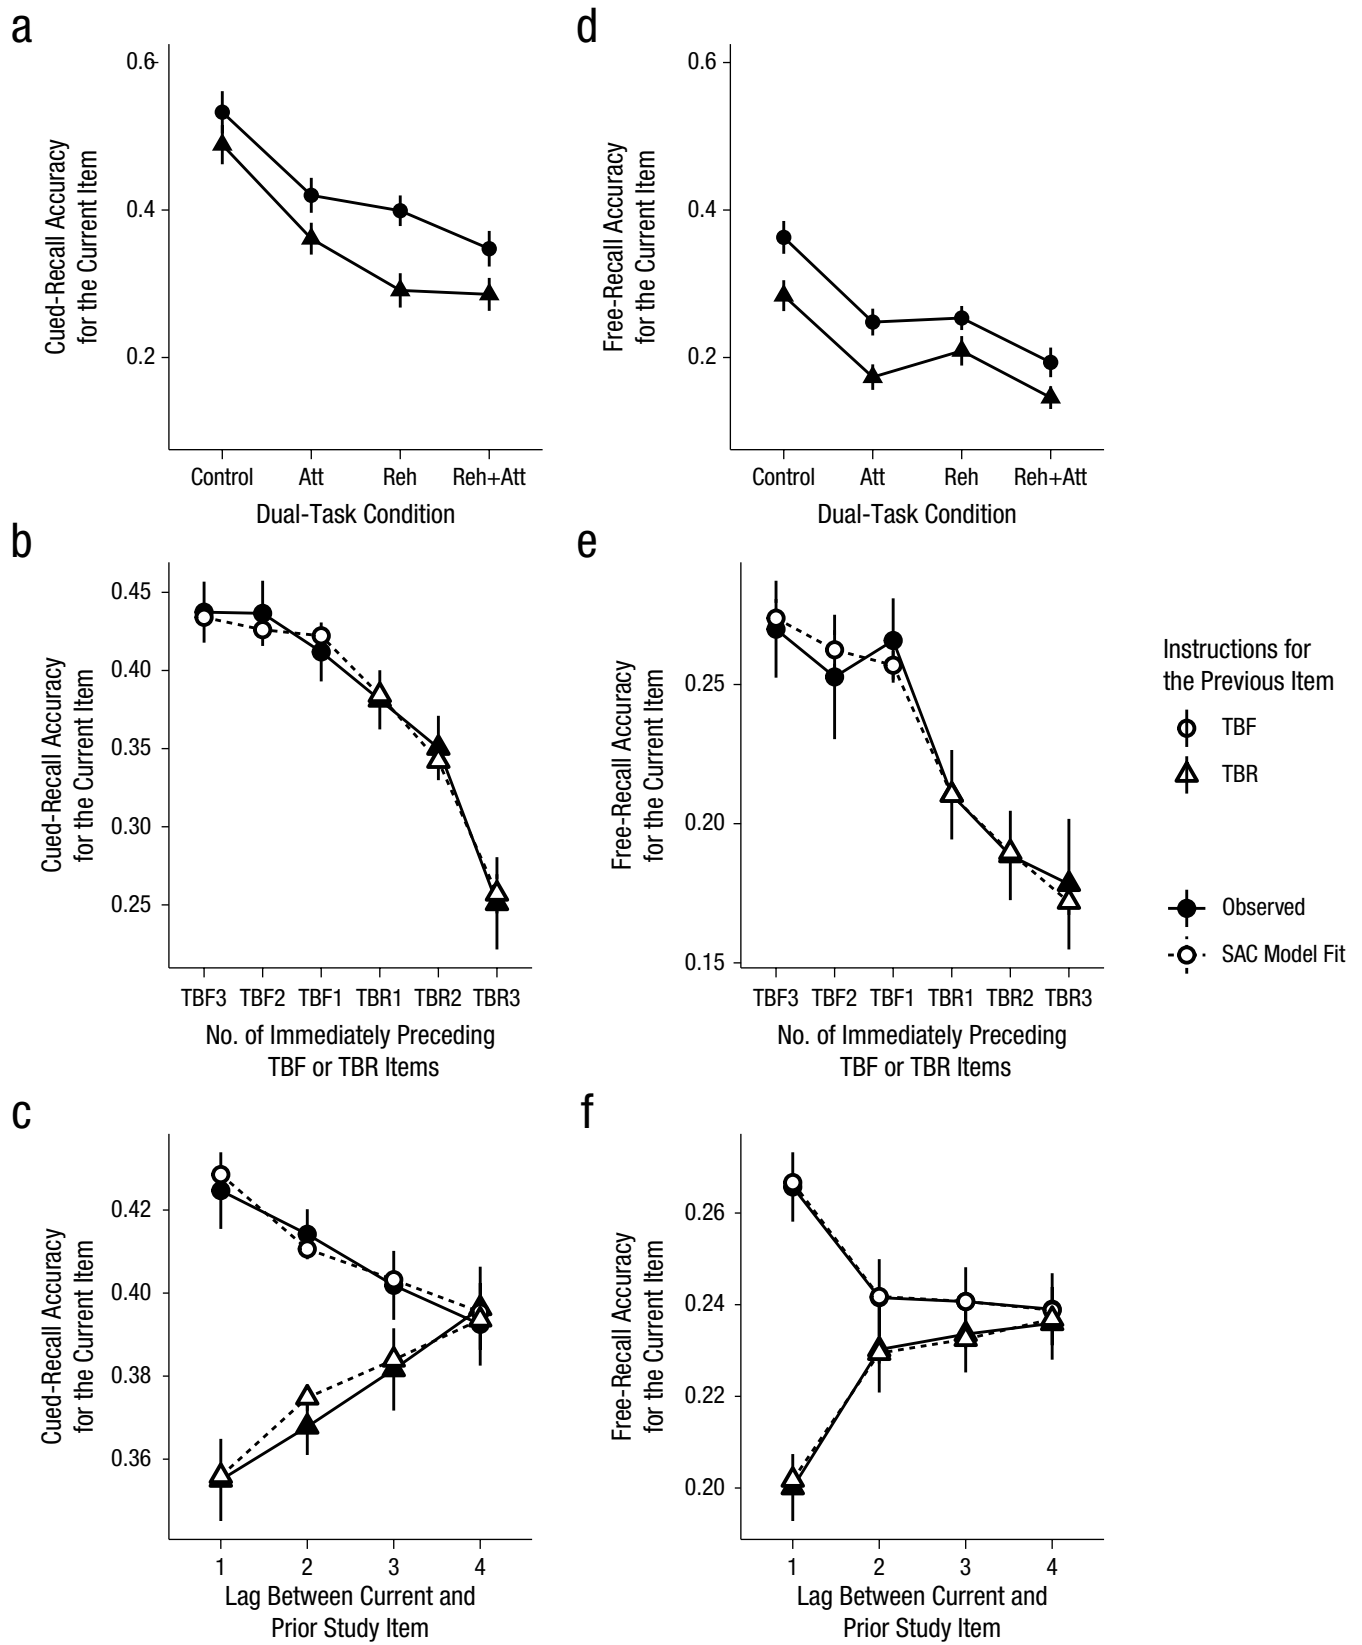 a
Cued-Recall Accuracy
for the Current Item
0.6
0.4
0.2
Control Att Reh Reh+Att
Dual-Task Condition
d
Free-Recall Accuracy
for the Current Item
0.6
0.4
0.2
Control Att Reh Reh+Att
Dual-Task Condition
b
Cued-Recall Accuracy
for the Current Item
0.45
0.40
0.35
0.30
0.25
TBF3 TBF2 TBF1 TBR1 TBR2 TBR3
No. of Immediately Preceding
TBF or TBR Items
e
Free-Recall Accuracy
for the Current Item
0.25
0.20
0.15
TBF3 TBF2 TBF1 TBR1 TBR2 TBR3
No. of Immediately Preceding
TBF or TBR Items
Instructions for
the Previous Item
TBF
TBR
Observed
SAC Model Fit
c
Cued-Recall Accuracy
for the Current Item
0.42
0.40
0.38
0.36
1 2 3 4
Lag Between Current and
Prior Study Item
f
Free-Recall Accuracy
for the Current Item
0.26
0.24
0.22
0.20
1 2 3 4
Lag Between Current and
Prior Study Item